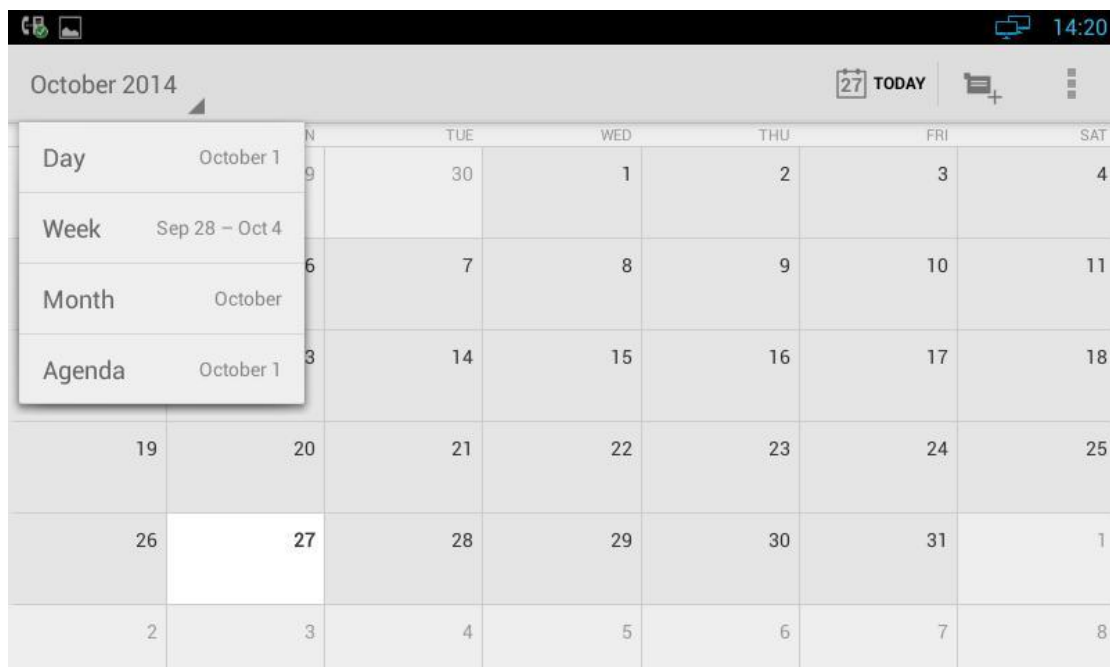 14:20
October 2014
27 TODAY
N TUE WED THU FRI SAT
Day October 1
9 30 1 2 3 4
Week Sep 28 – Oct 4
6 7 8 9 10 11
Month October
3 14 15 16 17 18
Agenda October 1
19 20 21 22 23 24 25
26 27 28 29 30 31 1
2 3 4 5 6 7 8